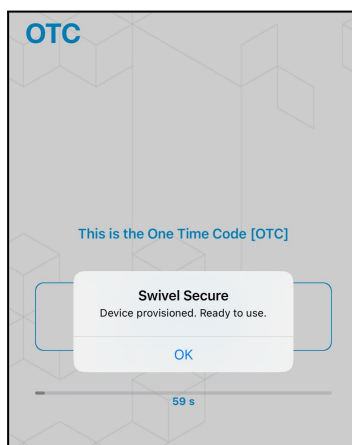 OTC
This is the One Time Code [OTC]
Swivel Secure
Device provisioned. Ready to use.
OK
59 s